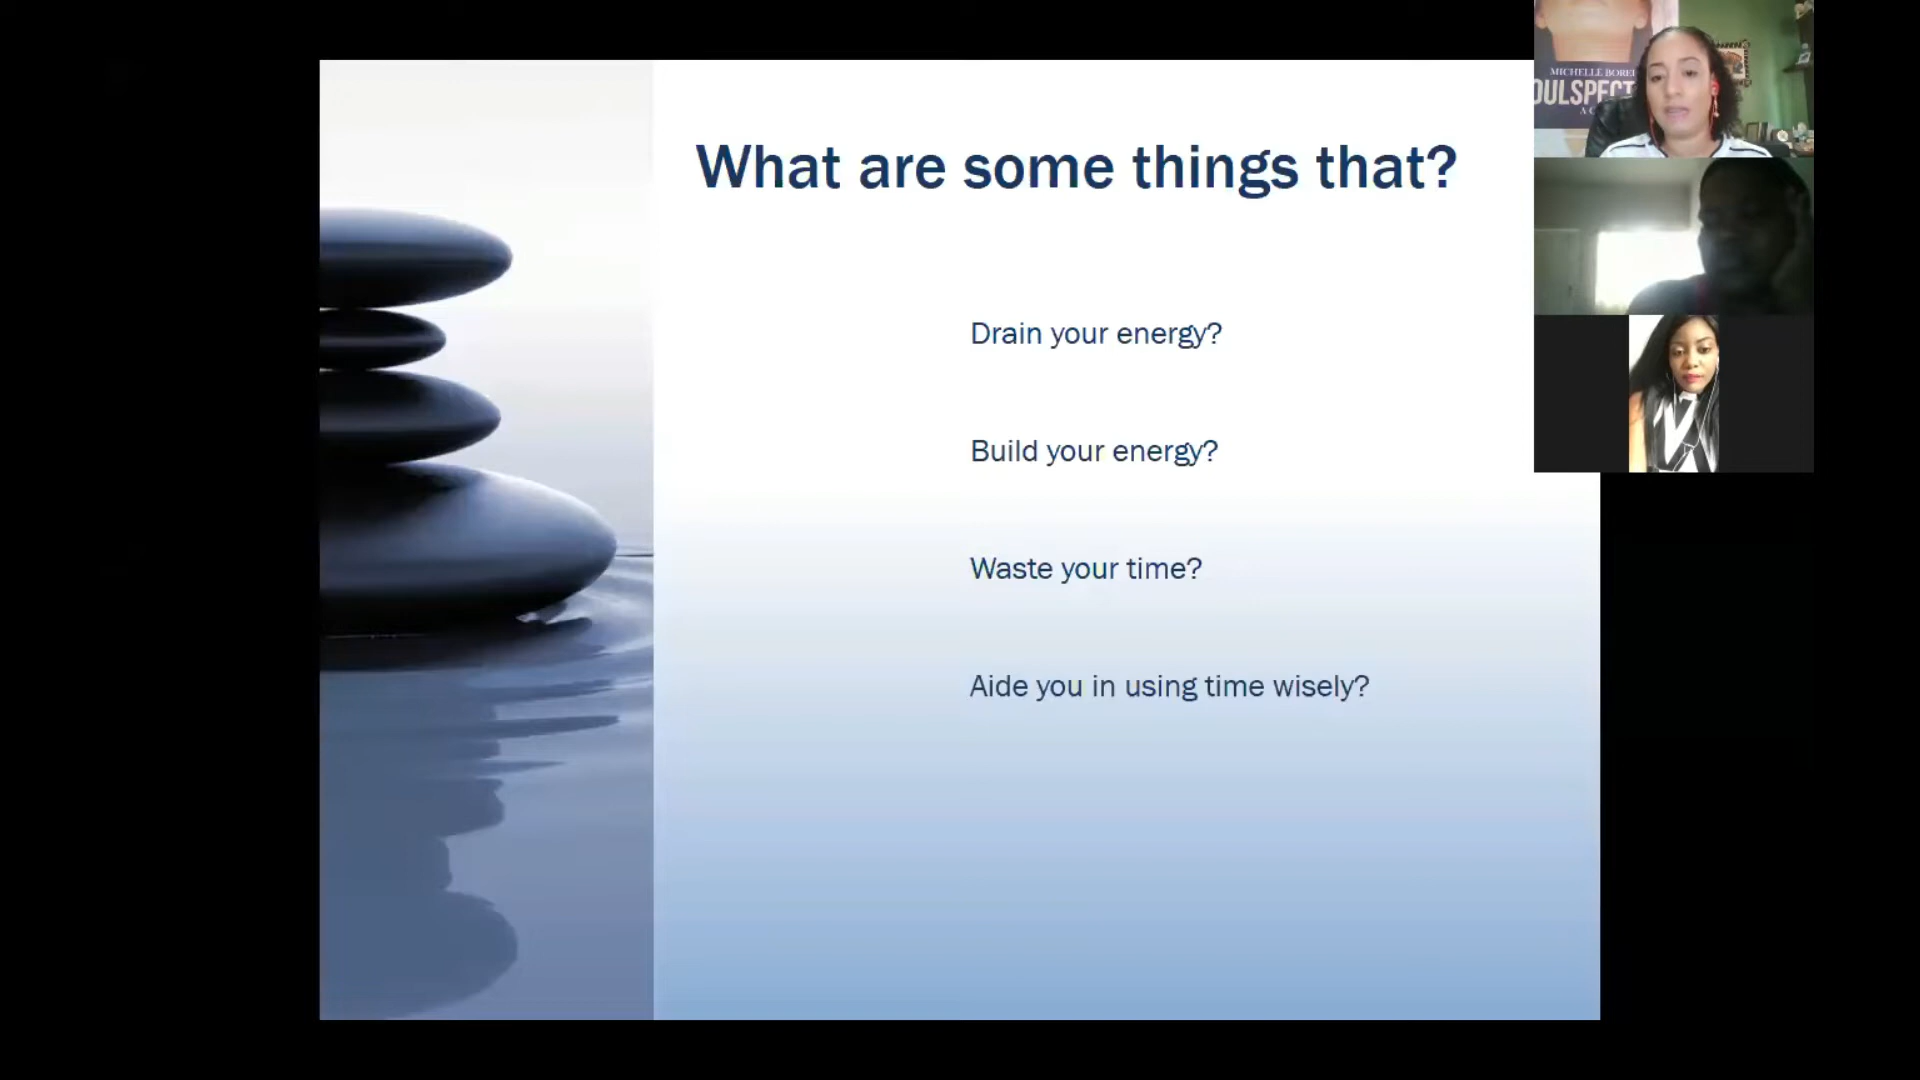 What are some things that?
Drain your energy?
Build your energy?
Waste your time?
Aide you in using time wisely?
MICHELLE